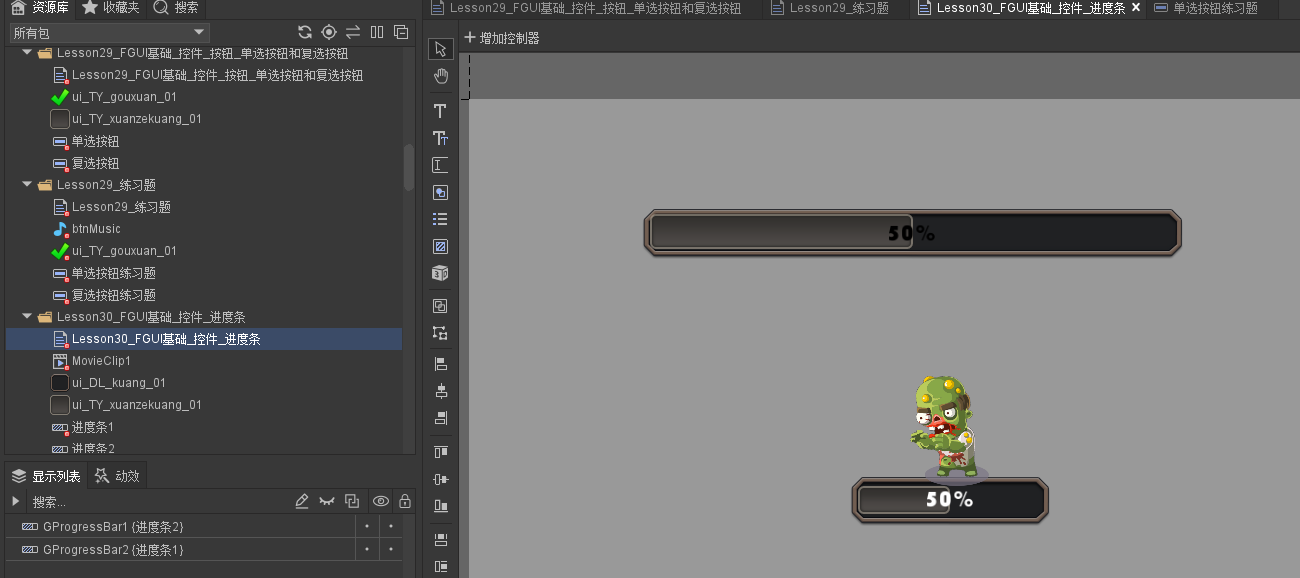 资源库 收藏夹 搜索
所有包
Lesson29_FGUI基础_控件_按钮_单选按钮和复选按钮
Lesson29_FGUI基础_控件_按钮_单选按钮和复选按钮
ui_TY_gouxuan_01
ui_TY_xuanzekuang_01
单选按钮
复选按钮
Lesson29_练习题
Lesson29_练习题
btnMusic
ui_TY_gouxuan_01
单选按钮练习题
复选按钮练习题
Lesson30_FGUI基础_控件_进度条
Lesson30_FGUI基础_控件_进度条
MovieClip1
ui_DL_kuang_01
ui_TY_xuanzekuang_01
进度条1
进度条2
显示列表 动效
搜索...
GProgressBar1 {进度条2}
GProgressBar2 {进度条1}
Lesson29_FGUI基础_控件_按钮_单选按钮和复选按钮 Lesson29_练习题 Lesson30_FGUI基础_控件_进度条 单选按钮练习题
增加控制器
50%
50%